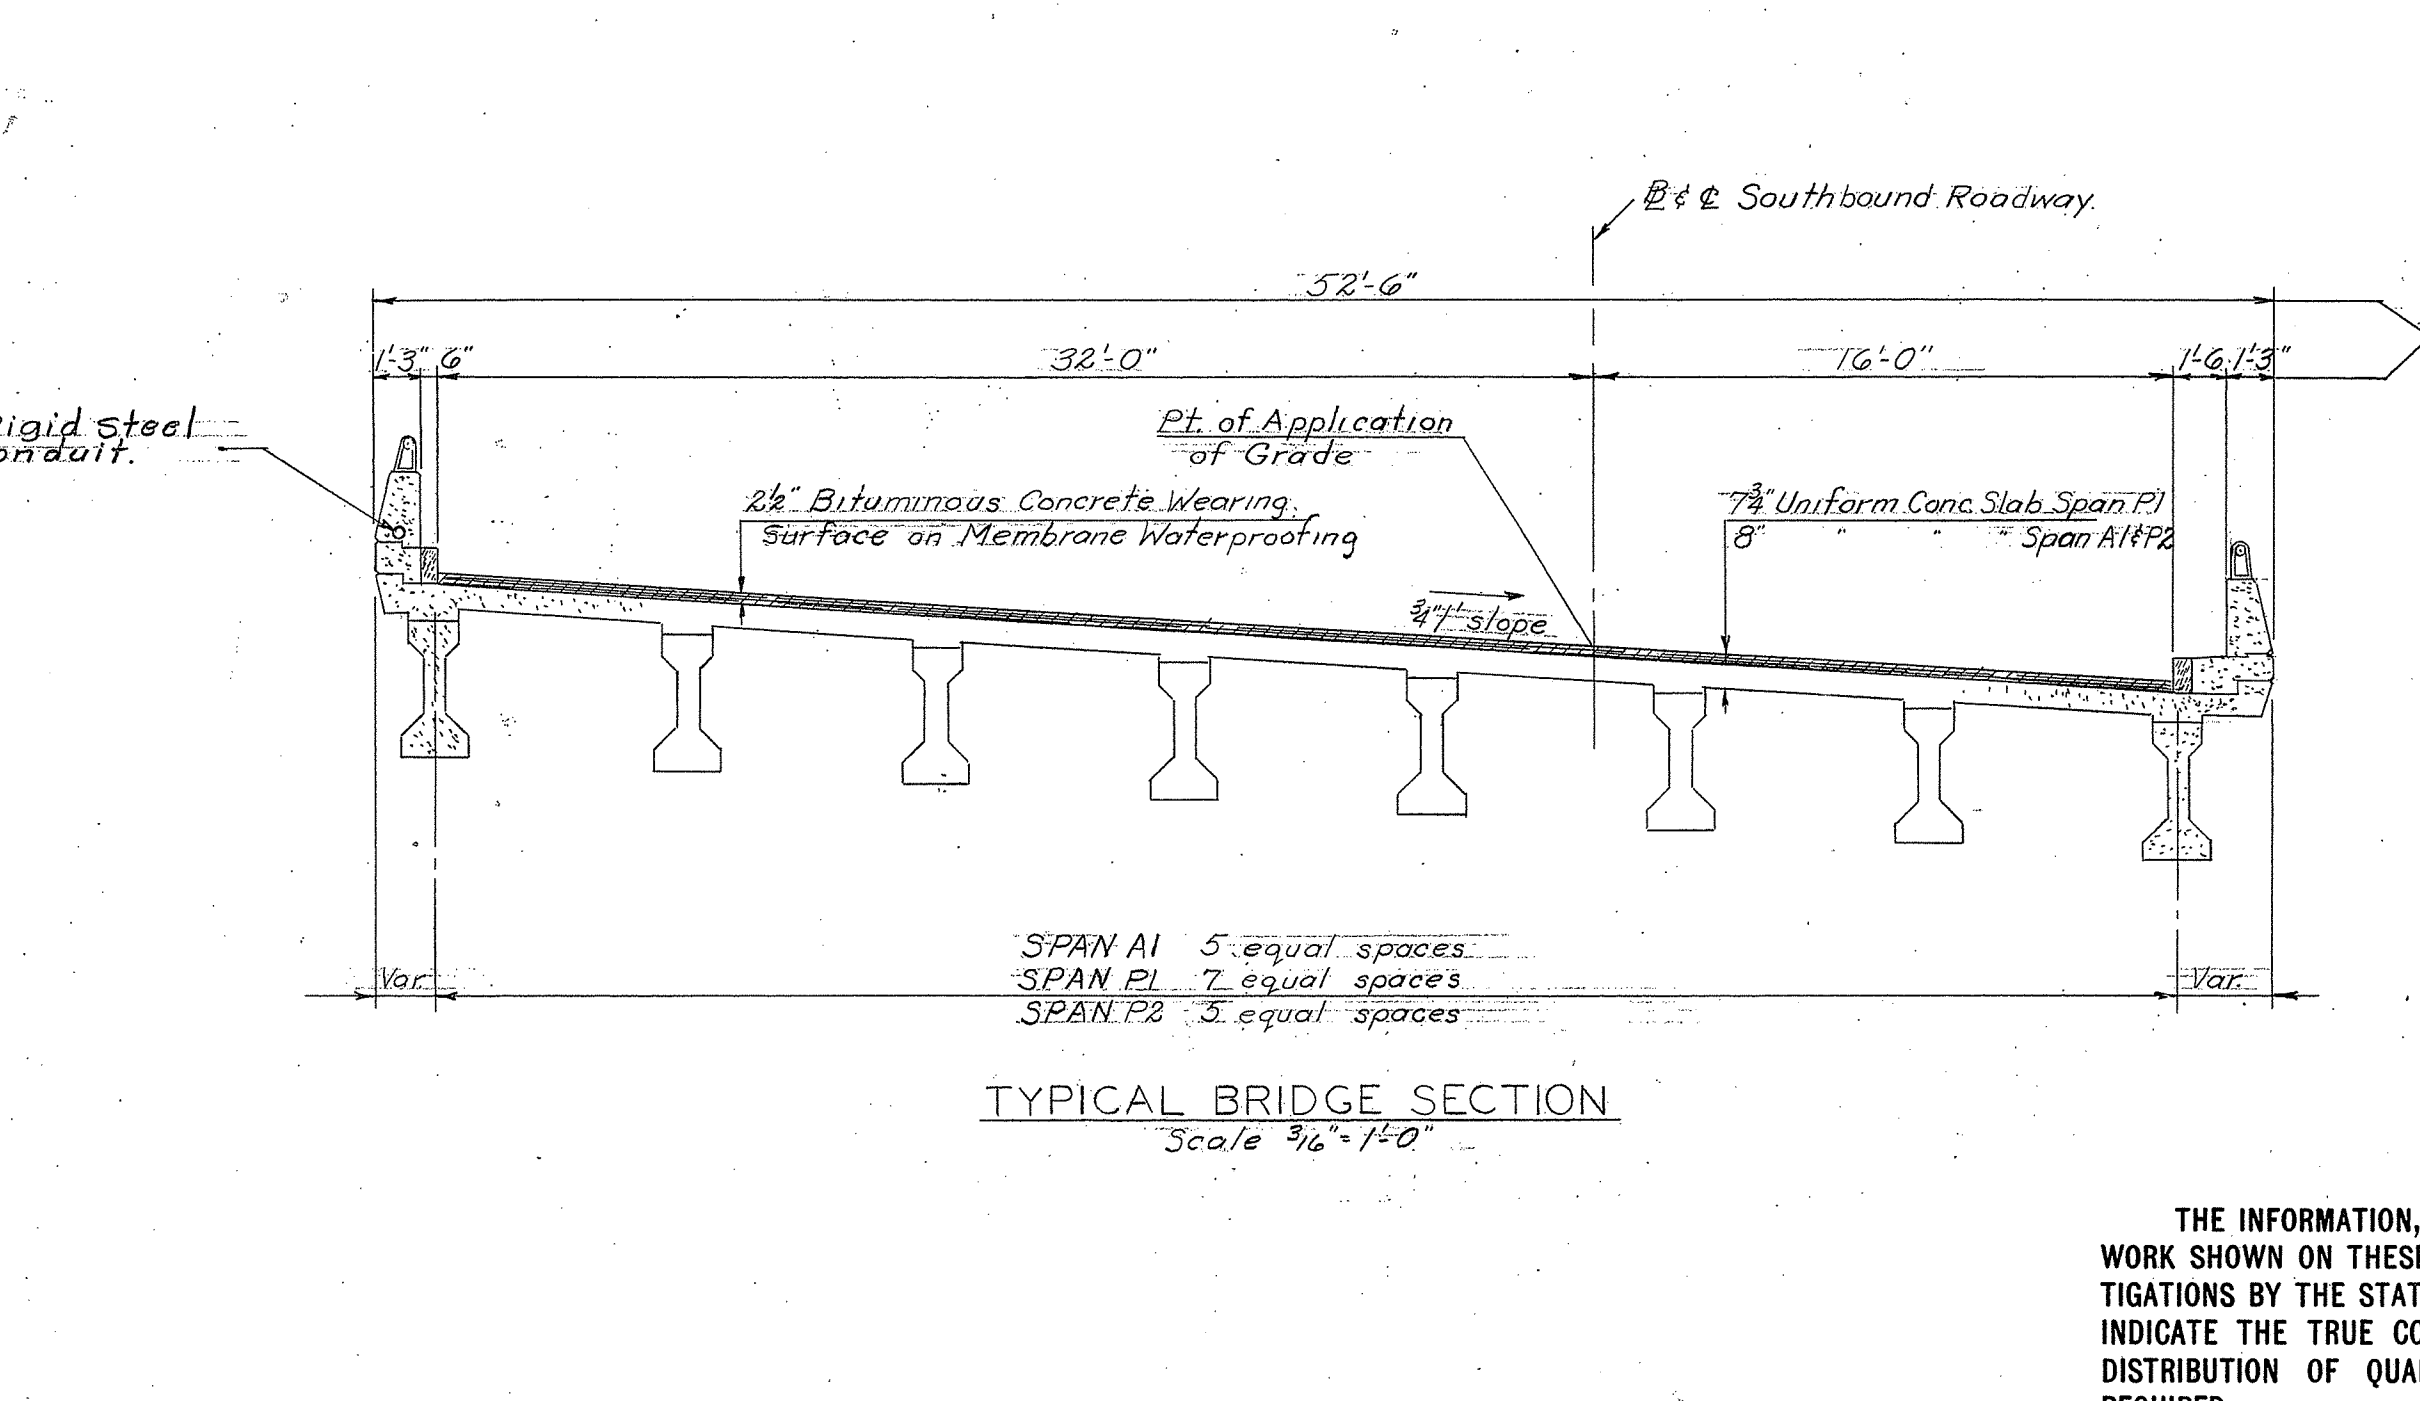 ℄ & ℄ Southbound Roadway.
52'-6"
1'-3" 6" 32'-0" 16'-0" 1'-6 1'-3"
Rigid Steel
Conduit.
Pt. of Application
of Grade
2½" Bituminous Concrete Wearing
Surface on Membrane Waterproofing
7¾" Uniform Conc. Slab Span P1
8" " " " Span A1&P2
¾"/1' slope
SPAN A1 5 equal spaces
SPAN P1 7 equal spaces
SPAN P2 5 equal spaces
Var. Var.
TYPICAL BRIDGE SECTION
Scale 3/16" = 1'-0"
THE INFORMATION,
WORK SHOWN ON THES
TIGATIONS BY THE STAT
INDICATE THE TRUE CO
DISTRIBUTION OF QUA